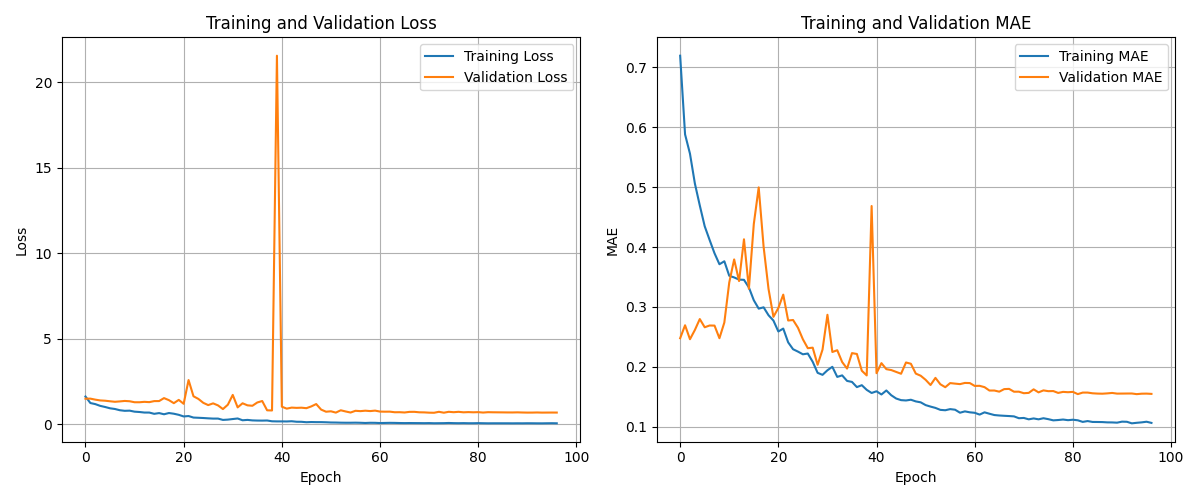 Training and Validation Loss
Training Loss
Validation Loss
20
15
10
5
0
Loss
0 20 40 60 80 100
Epoch
Training and Validation MAE
Training MAE
Validation MAE
0.7
0.6
0.5
0.4
0.3
0.2
0.1
MAE
0 20 40 60 80 100
Epoch